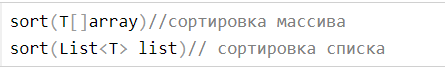 sort(T[]array)//сортировка массива
sort(List<T> list)// сортировка списка